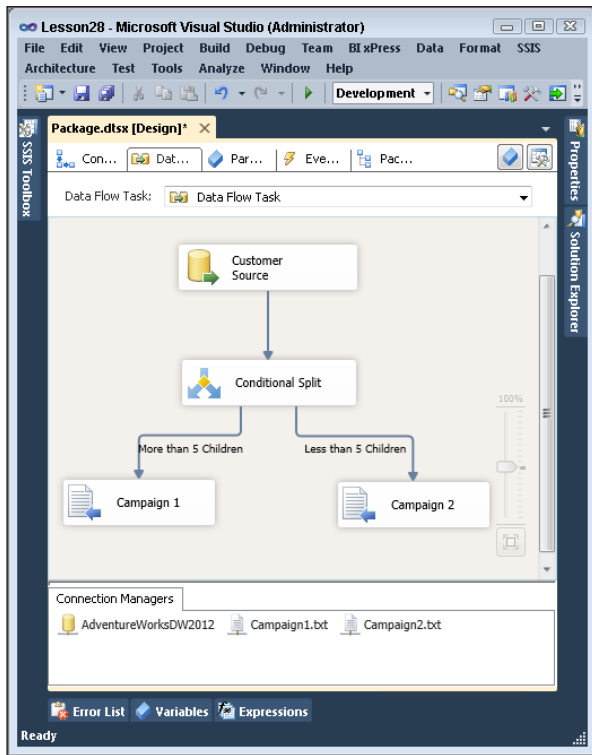 Lesson28 - Microsoft Visual Studio (Administrator)
File Edit View Project Build Debug Team BI xPress Data Format SSIS
Architecture Test Tools Analyze Window Help
Development
Package.dtsx [Design]*
Con... Dat... Par... Eve... Pac...
SSIS Toolbox
Properties
Solution Explorer
Data Flow Task: Data Flow Task
Customer
Source
Conditional Split
100%
More than 5 Children Less than 5 Children
Campaign 1
Campaign 2
Connection Managers
AdventureWorksDW2012 Campaign1.txt Campaign2.txt
Error List Variables Expressions
Ready